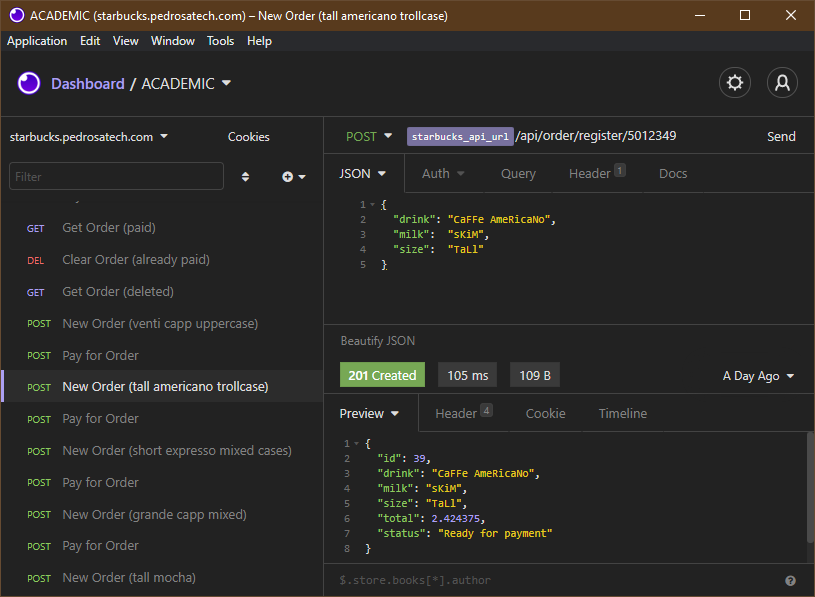 ACADEMIC (starbucks.pedrosatech.com) – New Order (tall americano trollcase)
Application Edit View Window Tools Help
Dashboard / ACADEMIC
starbucks.pedrosatech.com Cookies
Filter
GET Get Order (paid)
DEL Clear Order (already paid)
GET Get Order (deleted)
POST New Order (venti capp uppercase)
POST Pay for Order
POST New Order (tall americano trollcase)
POST Pay for Order
POST New Order (short expresso mixed cases)
POST Pay for Order
POST New Order (grande capp mixed)
POST Pay for Order
POST New Order (tall mocha)
POST starbucks_api_url /api/order/register/5012349 Send
JSON Auth Query Header 1 Docs
1 {
2 "drink": "CaFFe AmeRicaNo",
3 "milk": "sKiM",
4 "size": "TaLl"
5 }
Beautify JSON
201 Created 105 ms 109 B A Day Ago
Preview Header 4 Cookie Timeline
1 {
2 "id": 39,
3 "drink": "CaFFe AmeRicaNo",
4 "milk": "sKiM",
5 "size": "TaLl",
6 "total": 2.424375,
7 "status": "Ready for payment"
8 }
$.store.books[*].author